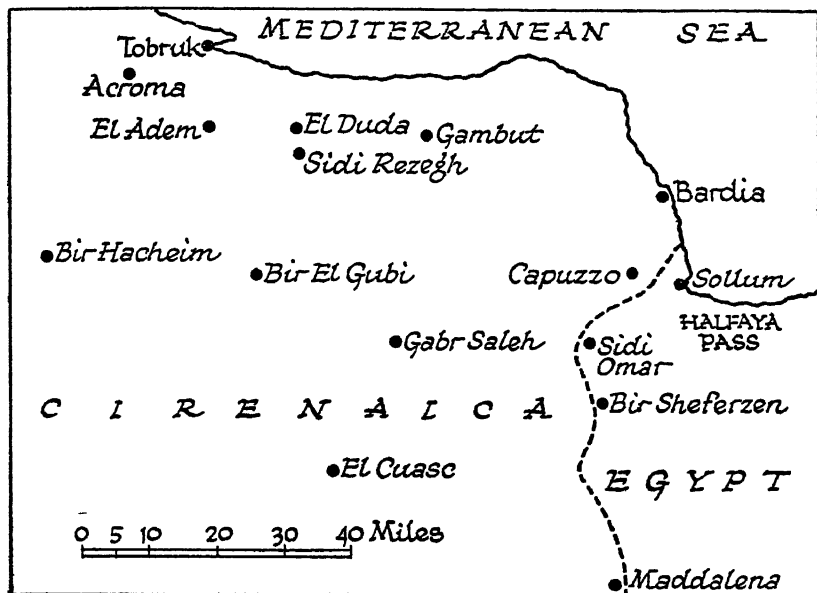 MEDITERRANEAN SEA
Tobruk
Acroma
El Adem
El Duda
Gambut
Sidi Rezegh
Bardia
Bir Hacheim
Bir El Gubi
Capuzzo
Sollum
HALFAYA
PASS
Gabr Saleh
Sidi
Omar
CIRENAICA
Bir Sheferzen
El Cuasc
EGYPT
0 5 10 20 30 40 Miles
Maddalena